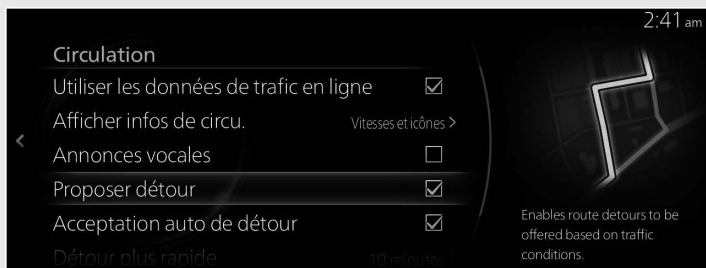 2:41 am
Circulation
Utiliser les données de trafic en ligne
Afficher infos de circu. Vitesses et icônes >
Annonces vocales
Proposer détour
Acceptation auto de détour
Détour plus rapide 10 minutes
Enables route detours to be
offered based on traffic
conditions.